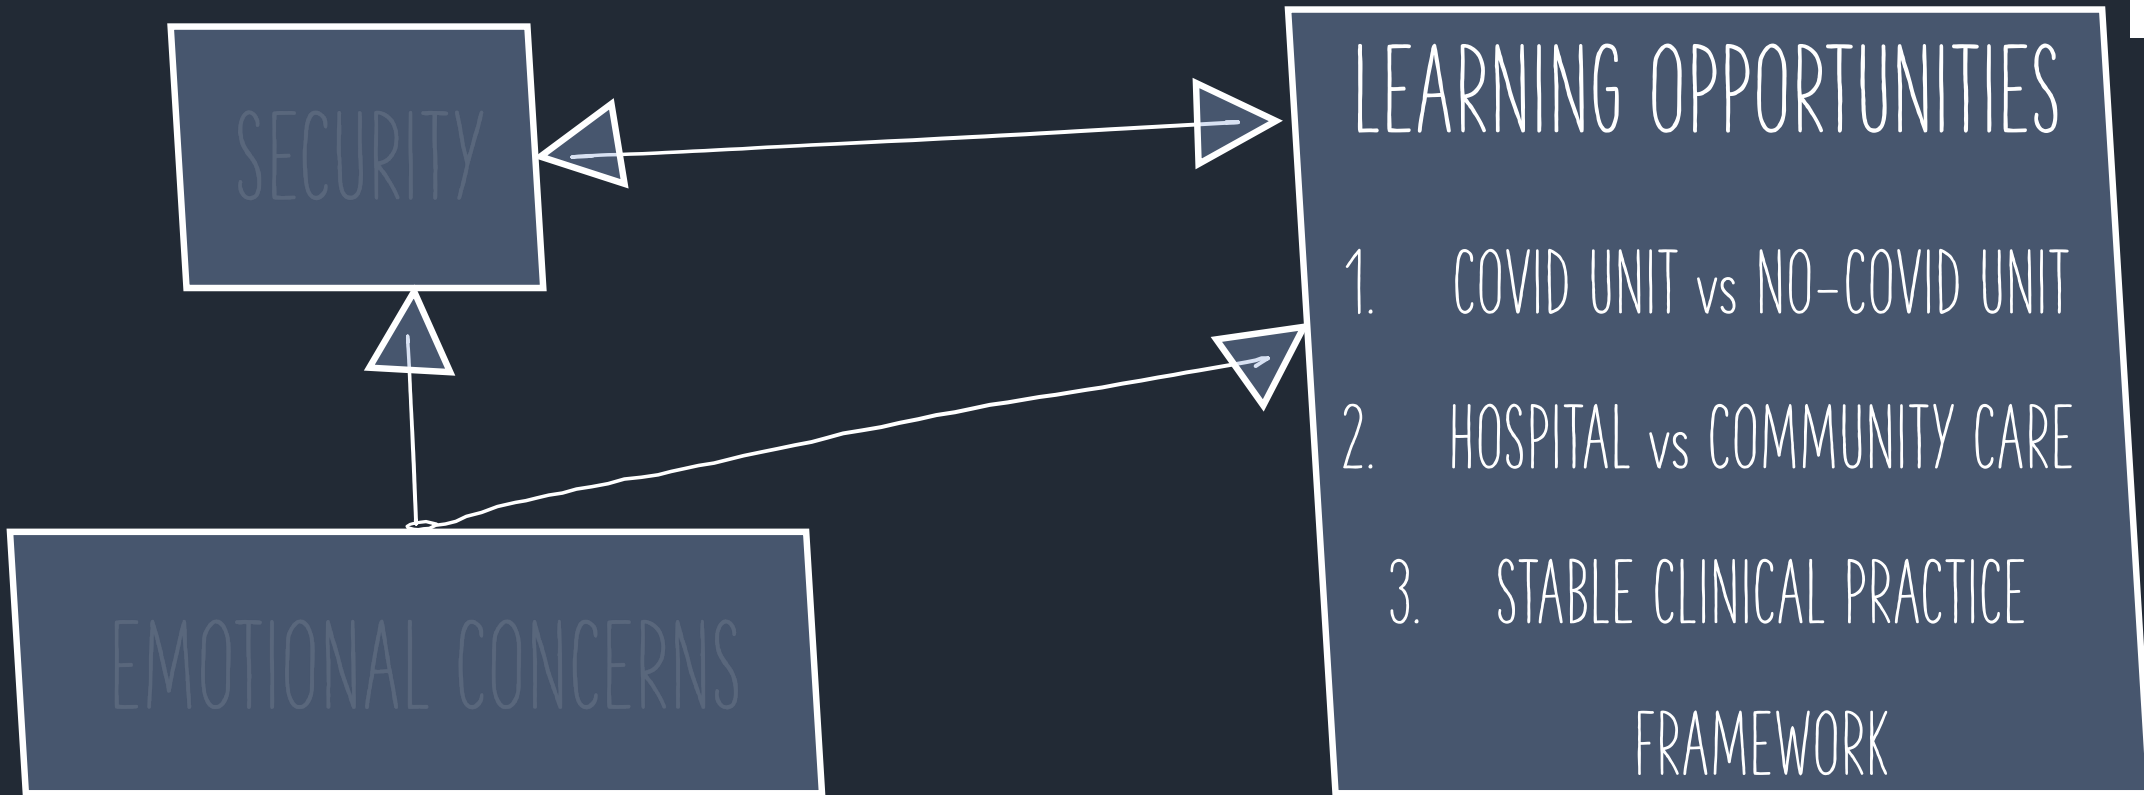 SECURITY
EMOTIONAL CONCERNS
LEARNING OPPORTUNITIES
1. COVID UNIT vs NO-COVID UNIT
2. HOSPITAL vs COMMUNITY CARE
3. STABLE CLINICAL PRACTICE
FRAMEWORK